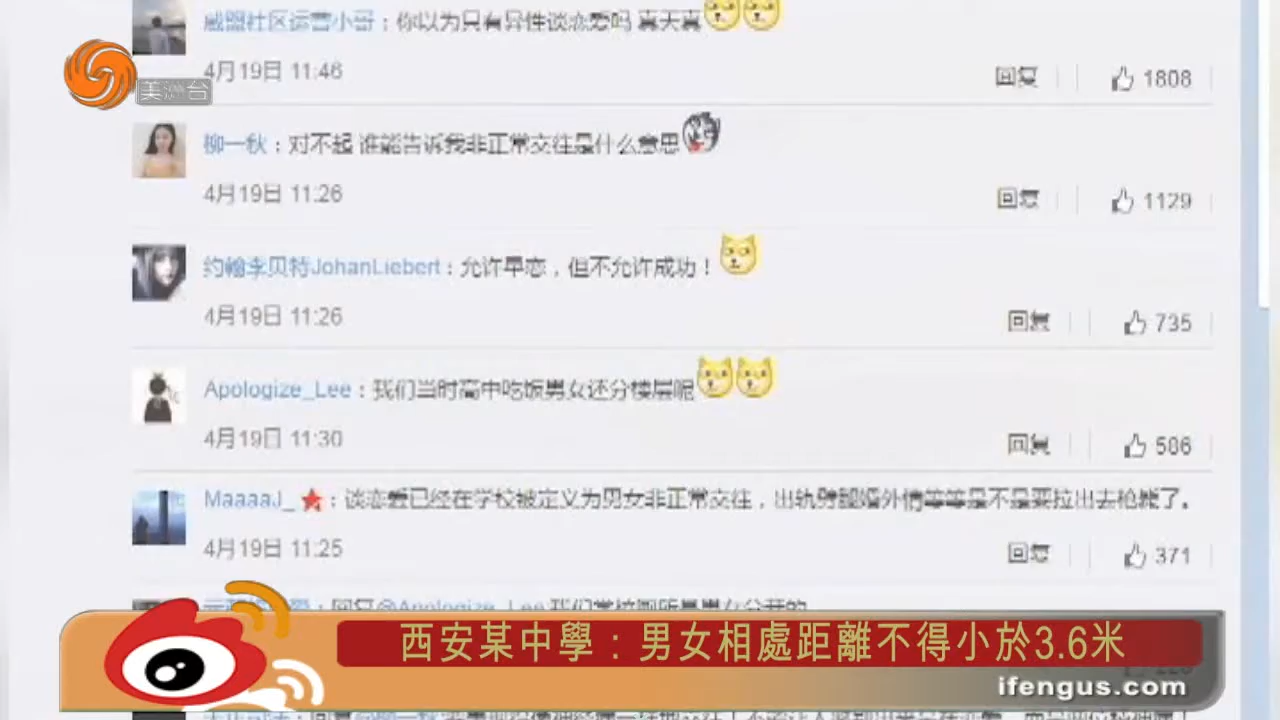 威盟社区运营小哥：你以为只有异性谈恋爱吗 真天真
4月19日 11:46
回复
1808
美洲台
柳一秋：对不起 谁能告诉我非正常交往是什么意思
4月19日 11:26
回复
1129
约翰李贝特JohanLiebert：允许早恋，但不允许成功！
4月19日 11:26
回复
735
Apologize_Lee：我们当时高中吃饭男女还分楼层呢
4月19日 11:30
回复
586
MaaaaJ_：谈恋爱已经在学校被定义为男女非正常交往，出轨劈腿婚外情等等是不是要拉出去枪毙了。
4月19日 11:25
回复
371
回复@Apologize_Lee:我们学校厕所是男女分开的
西安某中學：男女相處距離不得小於3.6米
ifengus.com